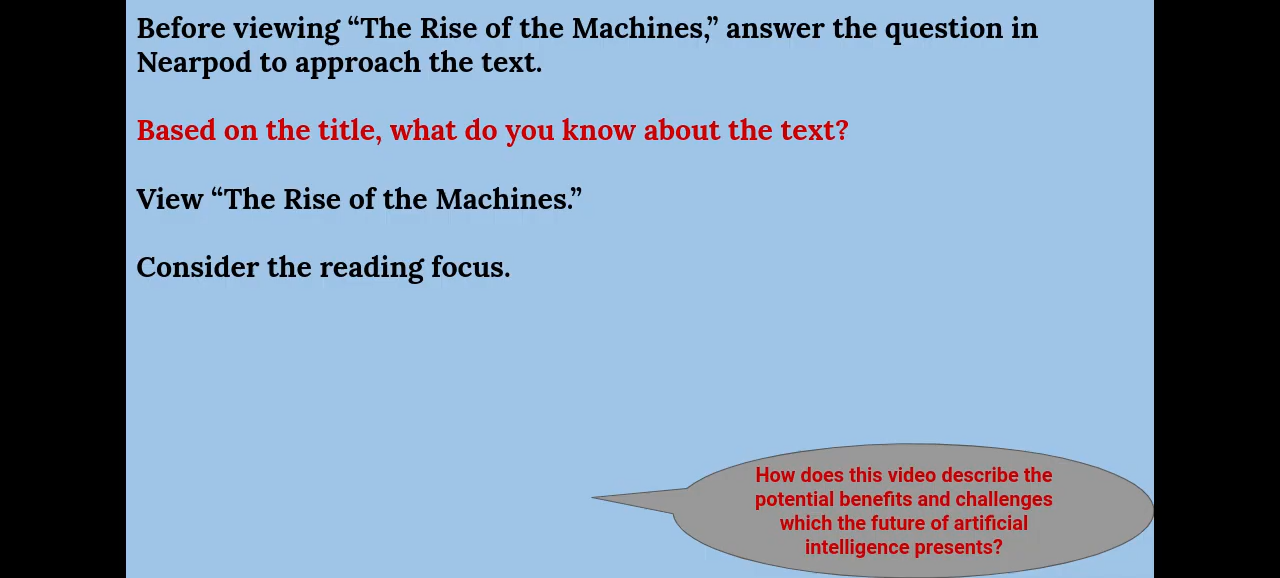 Before viewing “The Rise of the Machines,” answer the question in
Nearpod to approach the text.
Based on the title, what do you know about the text?
View “The Rise of the Machines.”
Consider the reading focus.
How does this video describe the
potential benefits and challenges
which the future of artificial
intelligence presents?